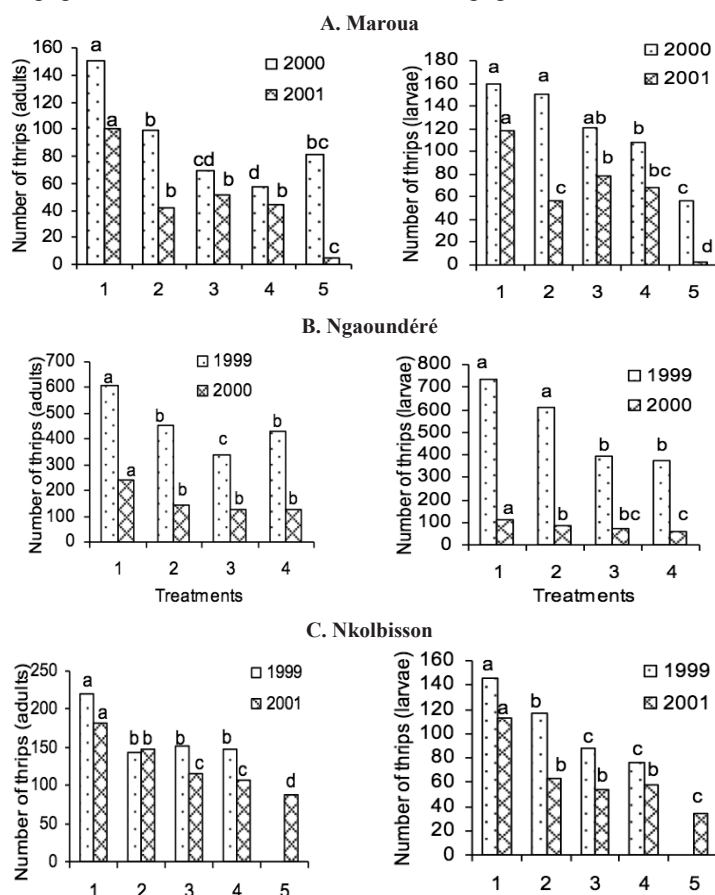 A. Maroua
Number of thrips (adults)
160
140
120
100
80
60
40
20
0
a
a
b
b
cd
b
d
b
bc
c
2000
2001
1 2 3 4 5
Number of thrips (larvae)
180
160
140
120
100
80
60
40
20
0
a
a
a
c
ab
b
b
bc
c
d
2000
2001
1 2 3 4 5
B. Ngaoundéré
Number of thrips (adults)
700
600
500
400
300
200
100
0
a
a
b
b
c
b
b
b
1999
2000
1 2 3 4
Treatments
Number of thrips (larvae)
800
700
600
500
400
300
200
100
0
a
a
a
b
b
bc
b
c
1999
2000
1 2 3 4
Treatments
C. Nkolbisson
Number of thrips (adults)
250
200
150
100
50
0
a
a
b
b
b
c
b
c
d
1999
2001
1 2 3 4 5
Number of thrips (larvae)
160
140
120
100
80
60
40
20
0
a
a
b
b
c
b
c
b
c
1999
2001
1 2 3 4 5